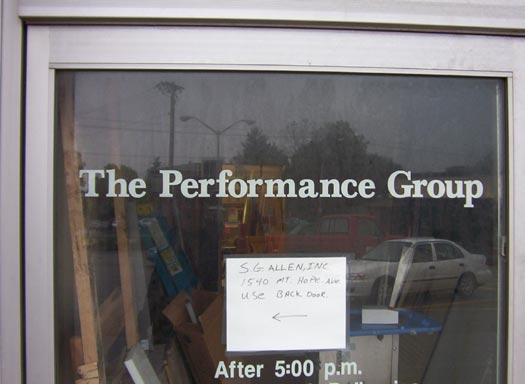 The Performance Group
S.G. ALLEN, INC
1540 MT. HOPE AVE.
USE BACK DOOR.
←
After 5:00 p.m.